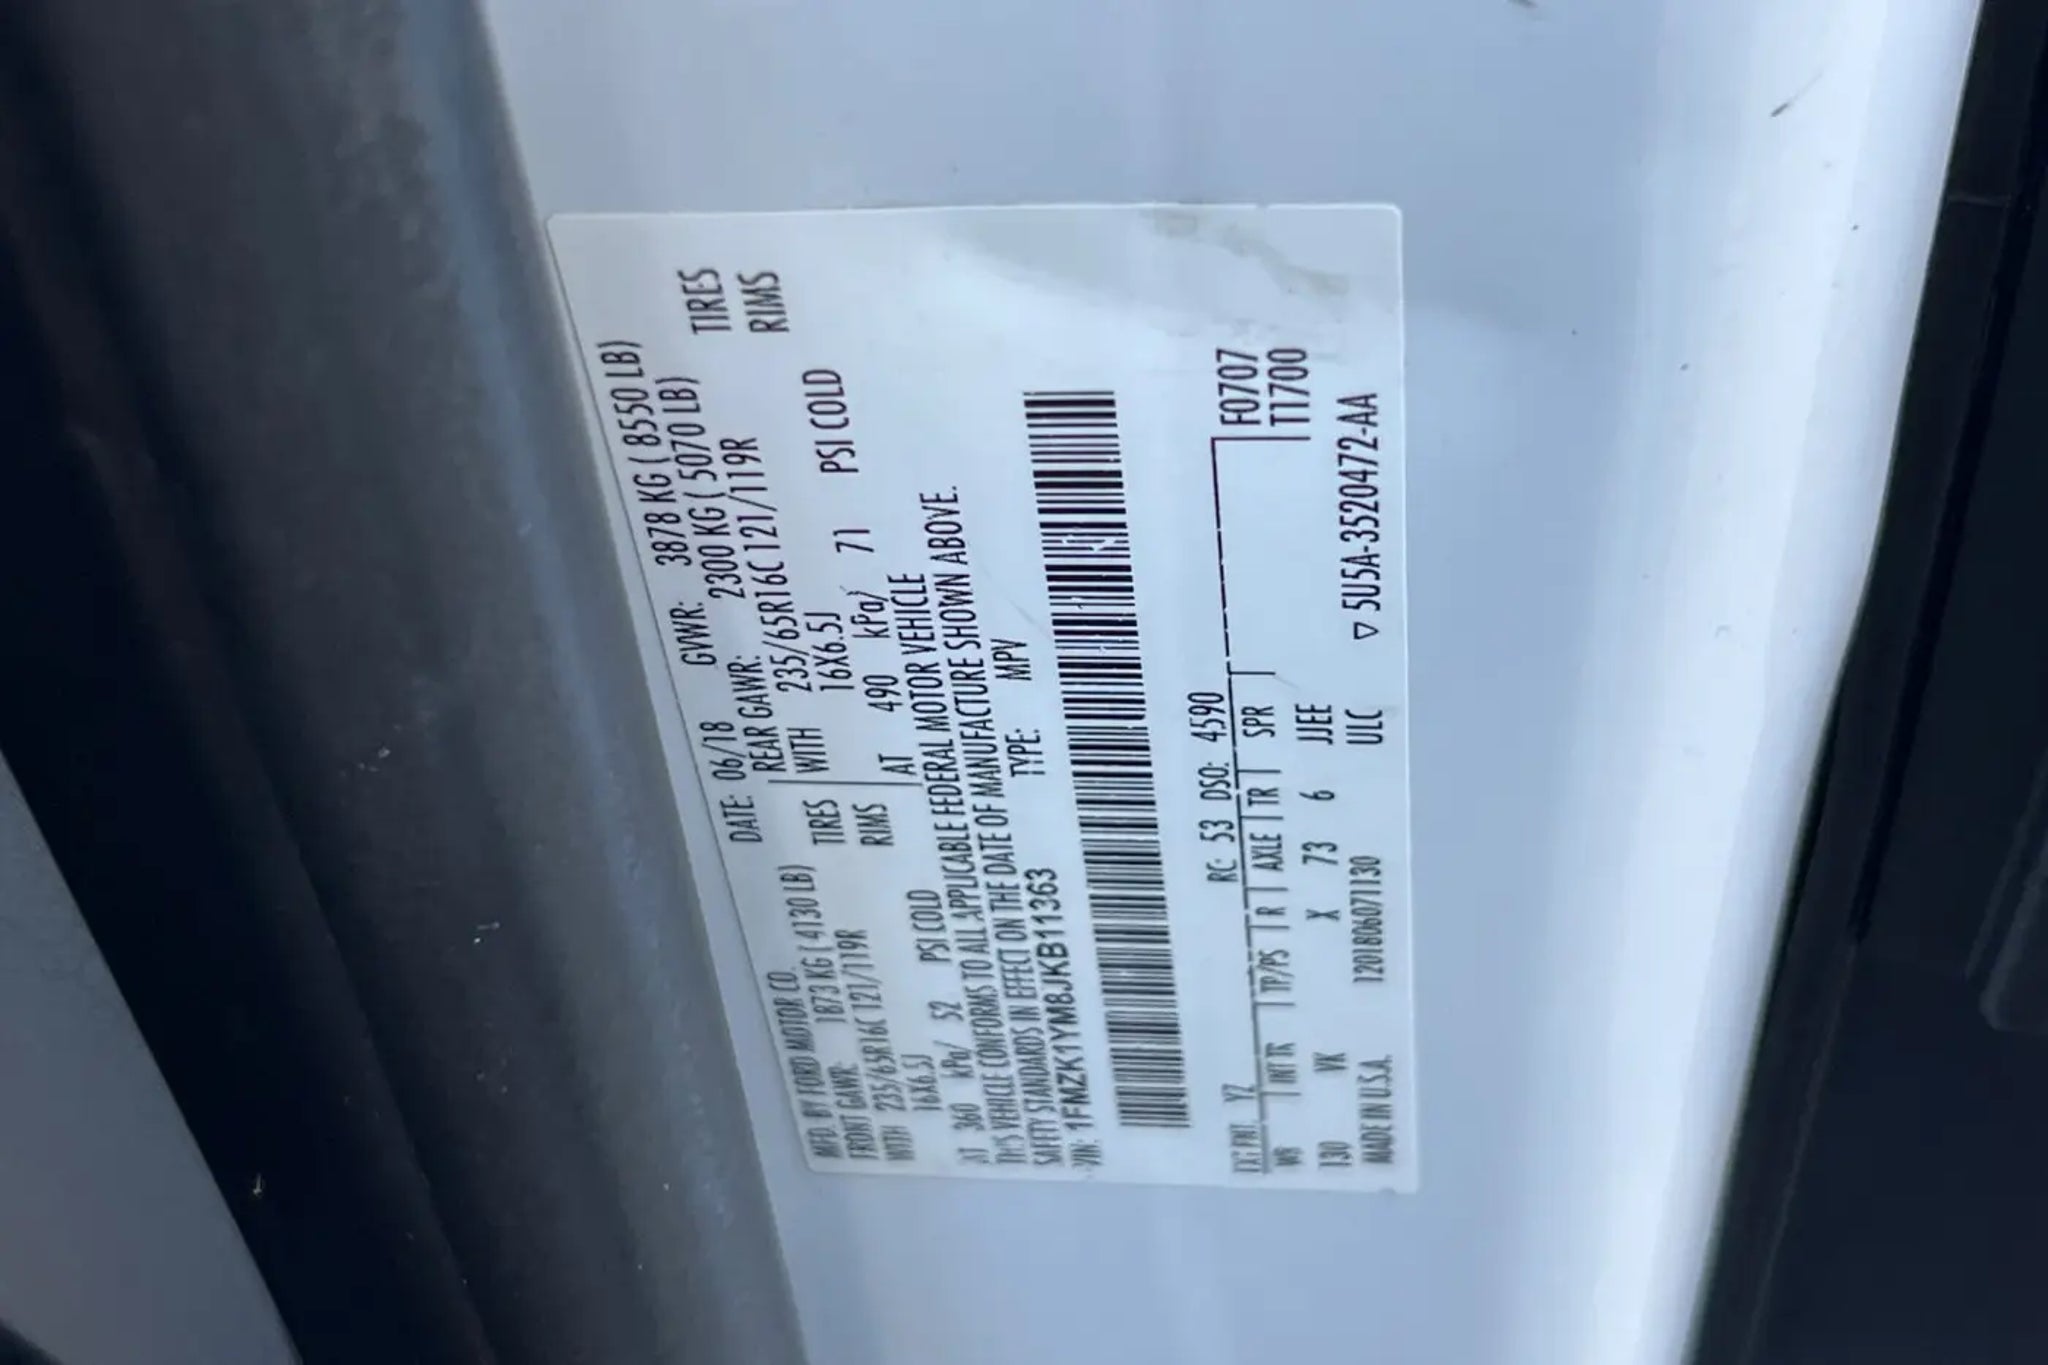 MFD. BY FORD MOTOR CO. DATE: 06/18 GVWR: 3878 KG ( 8550 LB)
FRONT GAWR: 1873 KG ( 4130 LB) REAR GAWR: 2300 KG ( 5070 LB)
WITH 235/65R16C 121/119R TIRES WITH 235/65R16C 121/119R TIRES
16X6.5J RIMS 16X6.5J RIMS
AT 360 kPa/ 52 PSI COLD AT 490 kPa/ 71 PSI COLD
THIS VEHICLE CONFORMS TO ALL APPLICABLE FEDERAL MOTOR VEHICLE
SAFETY STANDARDS IN EFFECT ON THE DATE OF MANUFACTURE SHOWN ABOVE.
VIN: 1FMZK1YM8JKB11363 TYPE: MPV
EXT PNT: YZ RC: 53 DSO: 4590 F0707
WB INT TR TP/PS R AXLE TR SPR T1700
130 VK X 73 6 JJEE
MADE IN U.S.A. 1201806071130 ULC ▽ 5U5A-3520472-AA